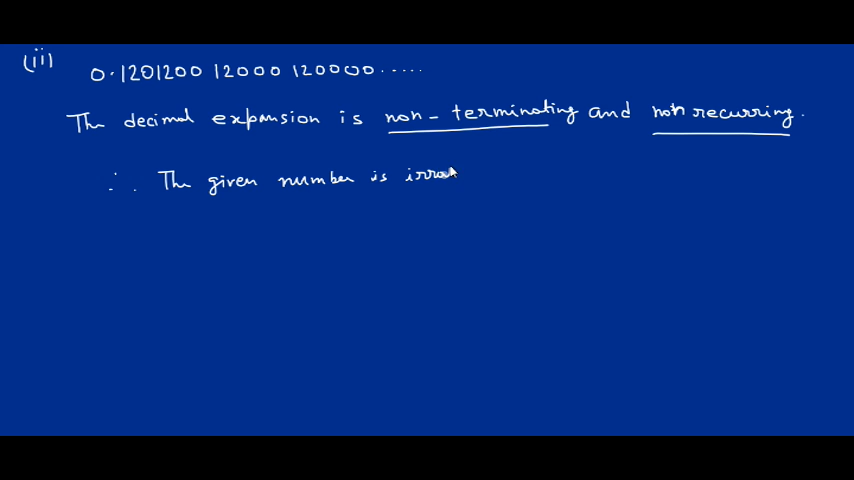 (ii)
0.1201200 12000 120000.....
The decimal expansion is non-terminating and non recurring.
∴ The given number is irra